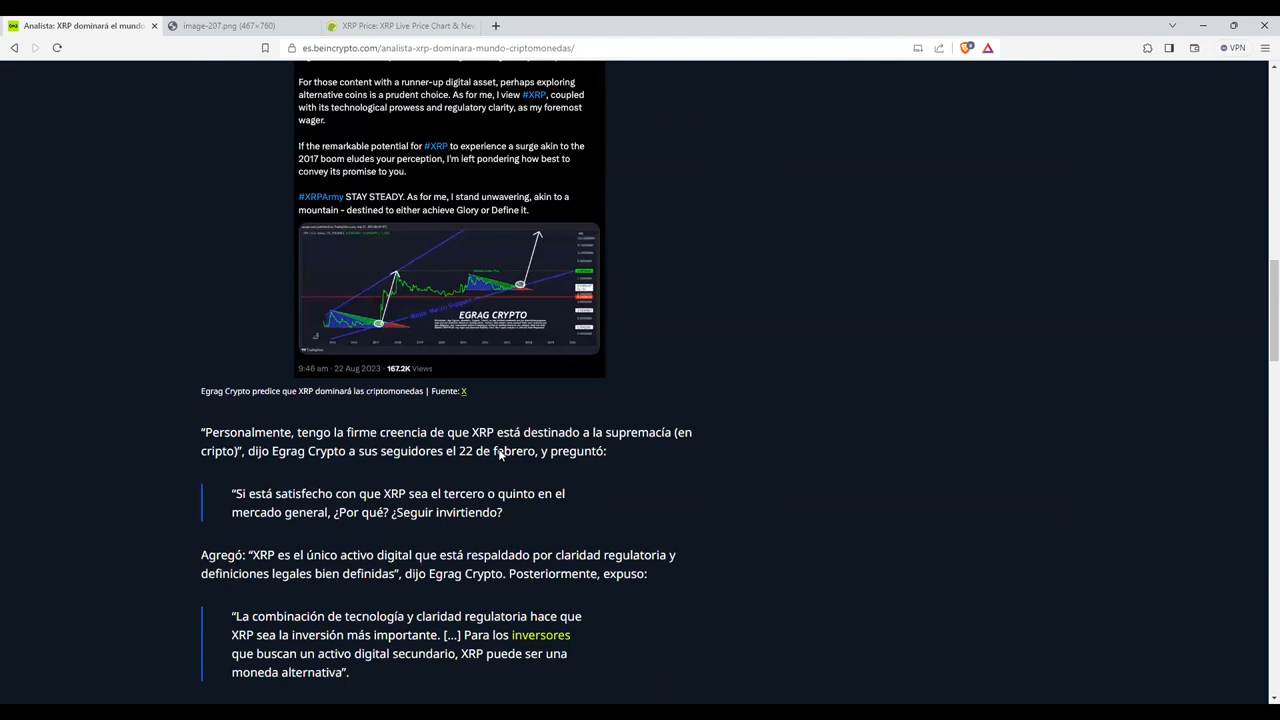 Analista: XRP dominará el mundo
image-207.png (467×760)
XRP Price: XRP Live Price Chart & New
es.beincrypto.com/analista-xrp-dominara-mundo-criptomonedas/
VPN
For those content with a runner-up digital asset, perhaps exploring
alternative coins is a prudent choice. As for me, I view #XRP, coupled
with its technological prowess and regulatory clarity, as my foremost
wager.
If the remarkable potential for #XRP to experience a surge akin to the
2017 boom eludes your perception, I'm left pondering how best to
convey its promise to you.
#XRPArmy STAY STEADY. As for me, I stand unwavering, akin to a
mountain - destined to either achieve Glory or Define it.
EGRAG CRYPTO
9:46 am · 22 Aug 2023 · 167.2K Views
Egrag Crypto predice que XRP dominará las criptomonedas | Fuente: X
“Personalmente, tengo la firme creencia de que XRP está destinado a la supremacía (en
cripto)”, dijo Egrag Crypto a sus seguidores el 22 de febrero, y preguntó:
“Si está satisfecho con que XRP sea el tercero o quinto en el
mercado general, ¿Por qué? ¿Seguir invirtiendo?
Agregó: “XRP es el único activo digital que está respaldado por claridad regulatoria y
definiciones legales bien definidas”, dijo Egrag Crypto. Posteriormente, expuso:
“La combinación de tecnología y claridad regulatoria hace que
XRP sea la inversión más importante. [...] Para los inversores
que buscan un activo digital secundario, XRP puede ser una
moneda alternativa”.